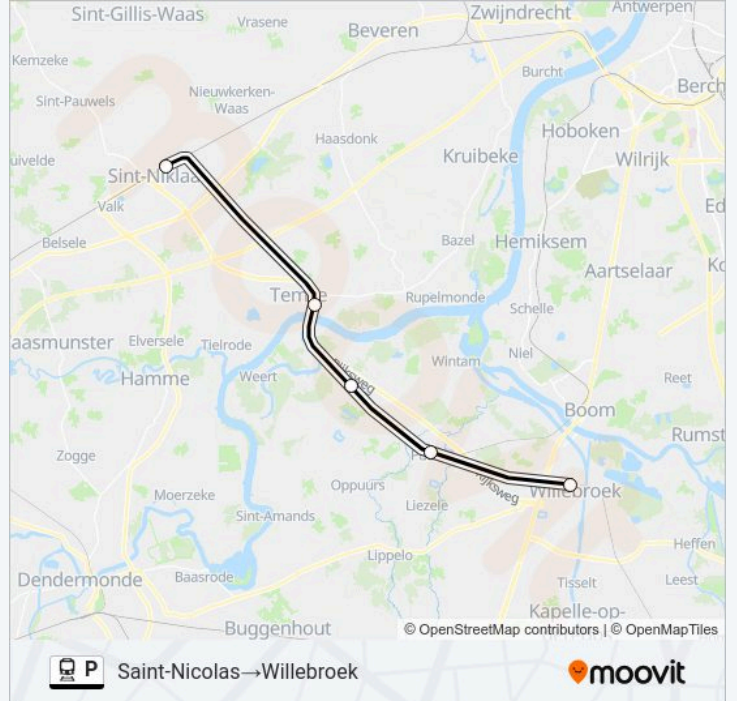 Sint-Gillis-Waas
Vrasene
Zwijndrecht
Antwerpen
Beveren
Kemzeke
Burcht
Berch
Nieuwkerken-
Waas
Sint-Pauwels
Haasdonk
Hoboken
Kruibeke
Wilrijk
uivelde
Sint-Niklaa
Valk
Ed
Belsele
Bazel
Hemiksem
Aartselaar
Ko
Rupelmonde
Schelle
aasmunster
Elversele
Tielrode
Niel
Hamme
Weert
Wintam
Reet
Boom
Rumst
Zogge
Oppuurs
Rijksweg
Willebroek
Moerzeke
Liezele
Sint-Amands
Heffen
Lippelo
Dendermonde
Baasrode
Tisselt
Leest
Kapelle-op-
Buggenhout
© OpenStreetMap contributors | © OpenMapTiles
P Saint-Nicolas→Willebroek
moovit